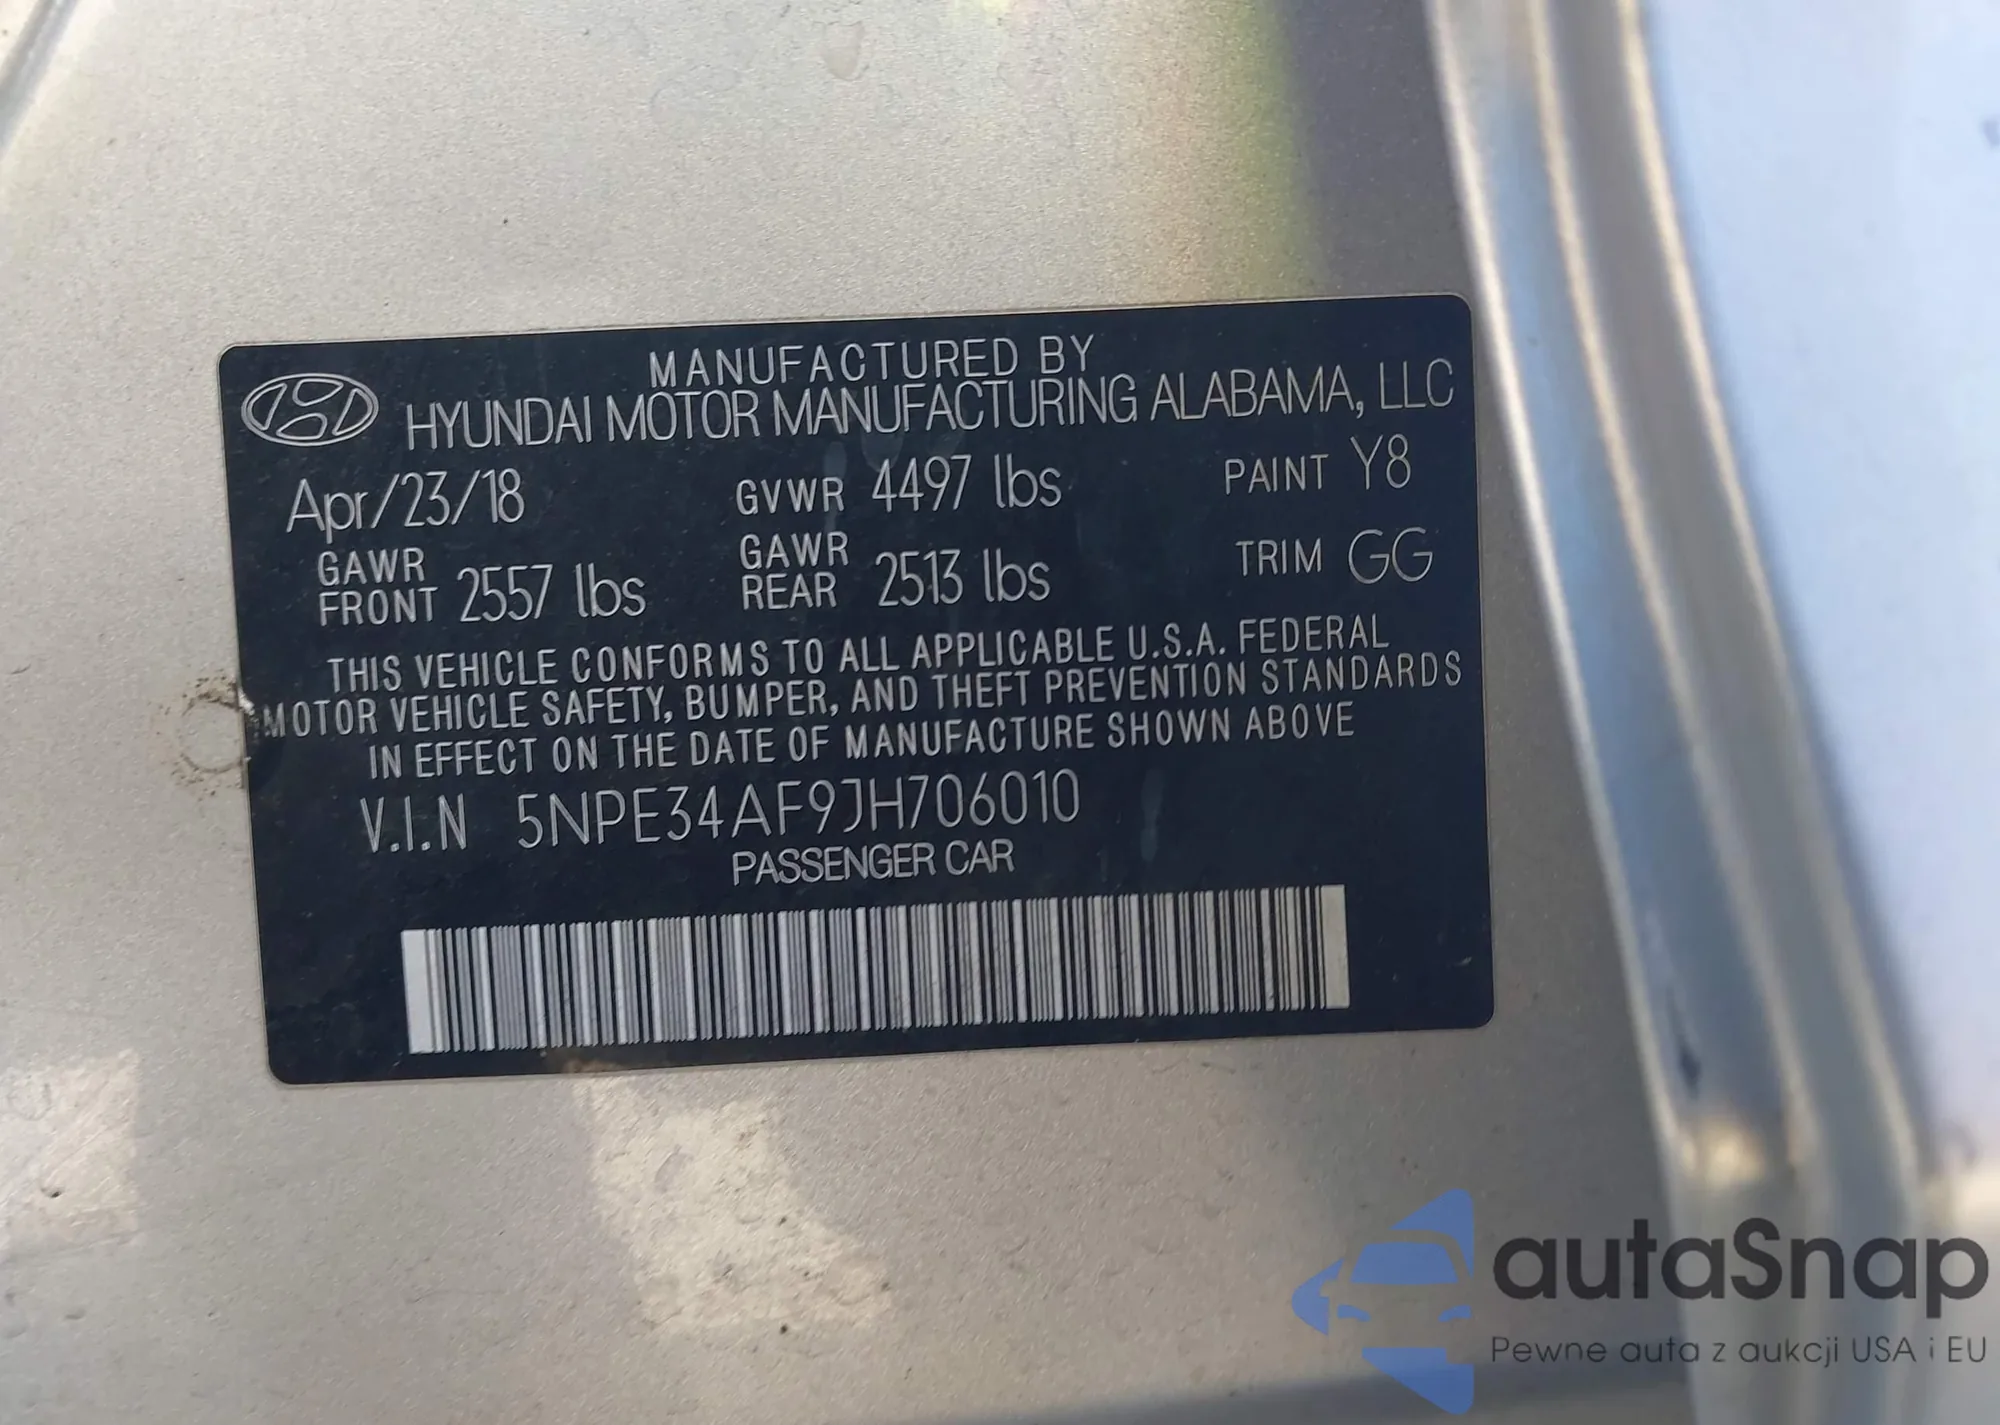 MANUFACTURED BY
HYUNDAI MOTOR MANUFACTURING ALABAMA, LLC
Apr/23/18 GVWR 4497 lbs PAINT Y8
GAWR FRONT 2557 lbs GAWR REAR 2513 lbs TRIM GG
THIS VEHICLE CONFORMS TO ALL APPLICABLE U.S.A. FEDERAL
MOTOR VEHICLE SAFETY, BUMPER, AND THEFT PREVENTION STANDARDS
IN EFFECT ON THE DATE OF MANUFACTURE SHOWN ABOVE
V.I.N 5NPE34AF9JH706010
PASSENGER CAR
autaSnap
Pewne auta z aukcji USA i EU